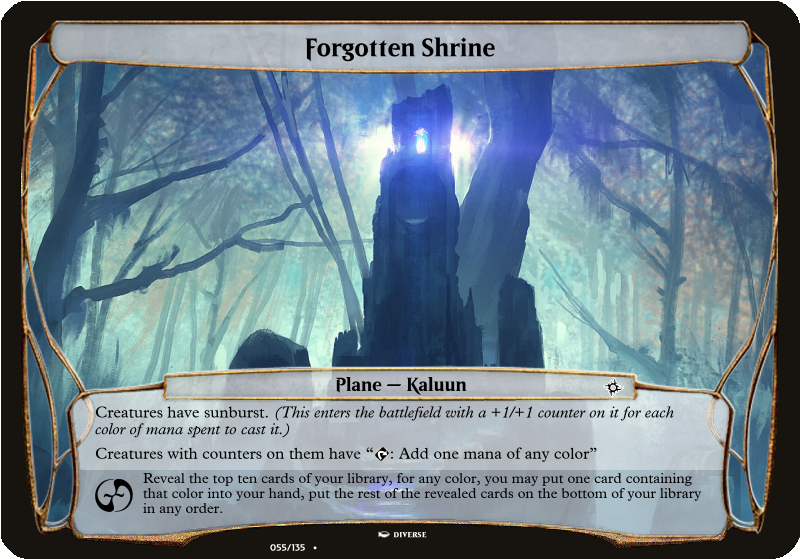 Forgotten Shrine
Plane — Kaluun
Creatures have sunburst. (This enters the battlefield with a +1/+1 counter on it for each
color of mana spent to cast it.)
Creatures with counters on them have “: Add one mana of any color”
Reveal the top ten cards of your library, for any color, you may put one card containing
that color into your hand, put the rest of the revealed cards on the bottom of your library
in any order.
DIVERSE
055/135 •